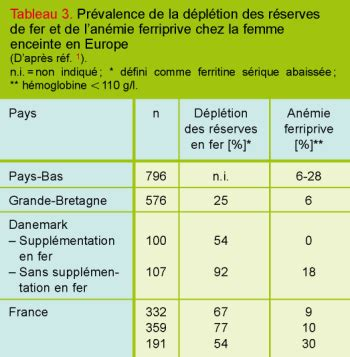 Tableau 3. Prévalence de la déplétion des réserves
de fer et de l'anémie ferriprive chez la femme
enceinte en Europe
(D'après réf. 1).
n.i. = non indiqué ; * défini comme ferritine sérique abaissée ;
** hémoglobine < 110 g/l.
Pays n Déplétion Anémie
des réserves ferriprive
en fer [%]* [%]**
Pays-Bas 796 n.i. 6-28
Grande-Bretagne 576 25 6
Danemark
– Supplémentation 100 54 0
en fer
– Sans supplémen- 107 92 18
tation en fer
France 332 67 9
359 77 10
191 54 30